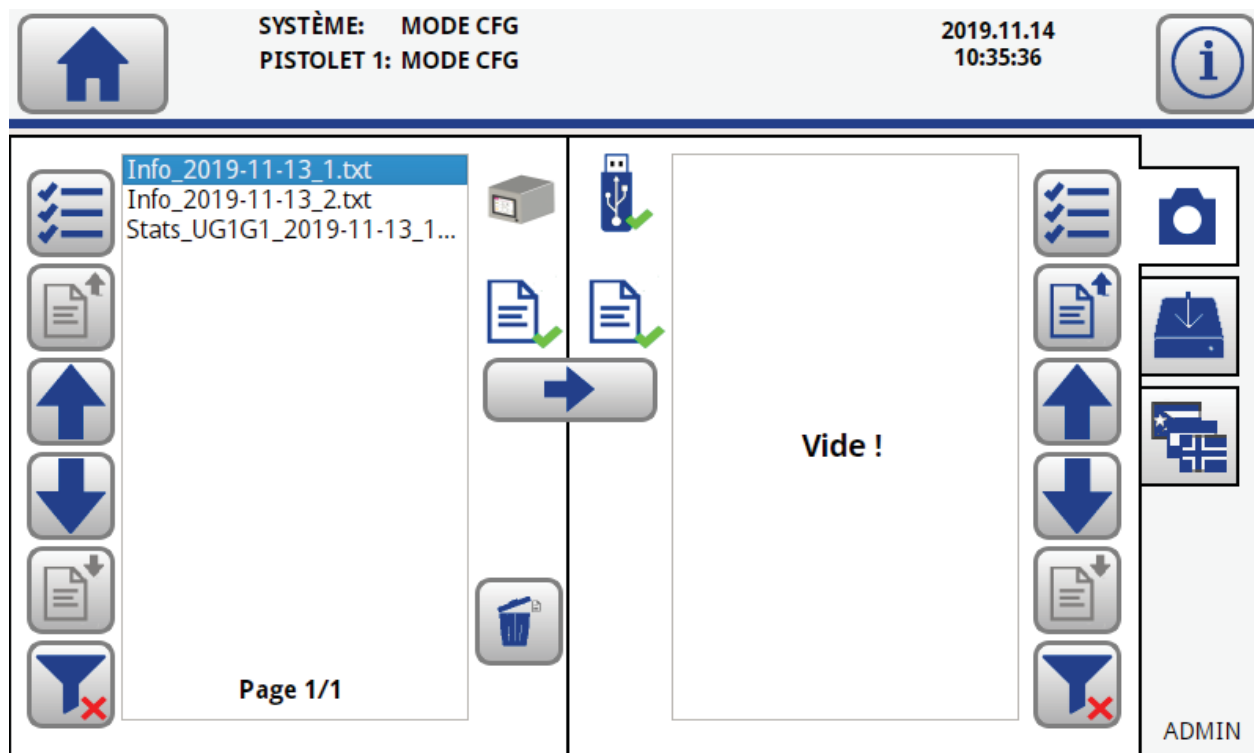 SYSTÈME: MODE CFG
PISTOLET 1: MODE CFG
2019.11.14
10:35:36
Info_2019-11-13_1.txt
Info_2019-11-13_2.txt
Stats_UG1G1_2019-11-13_1...
Page 1/1
Vide !
ADMIN